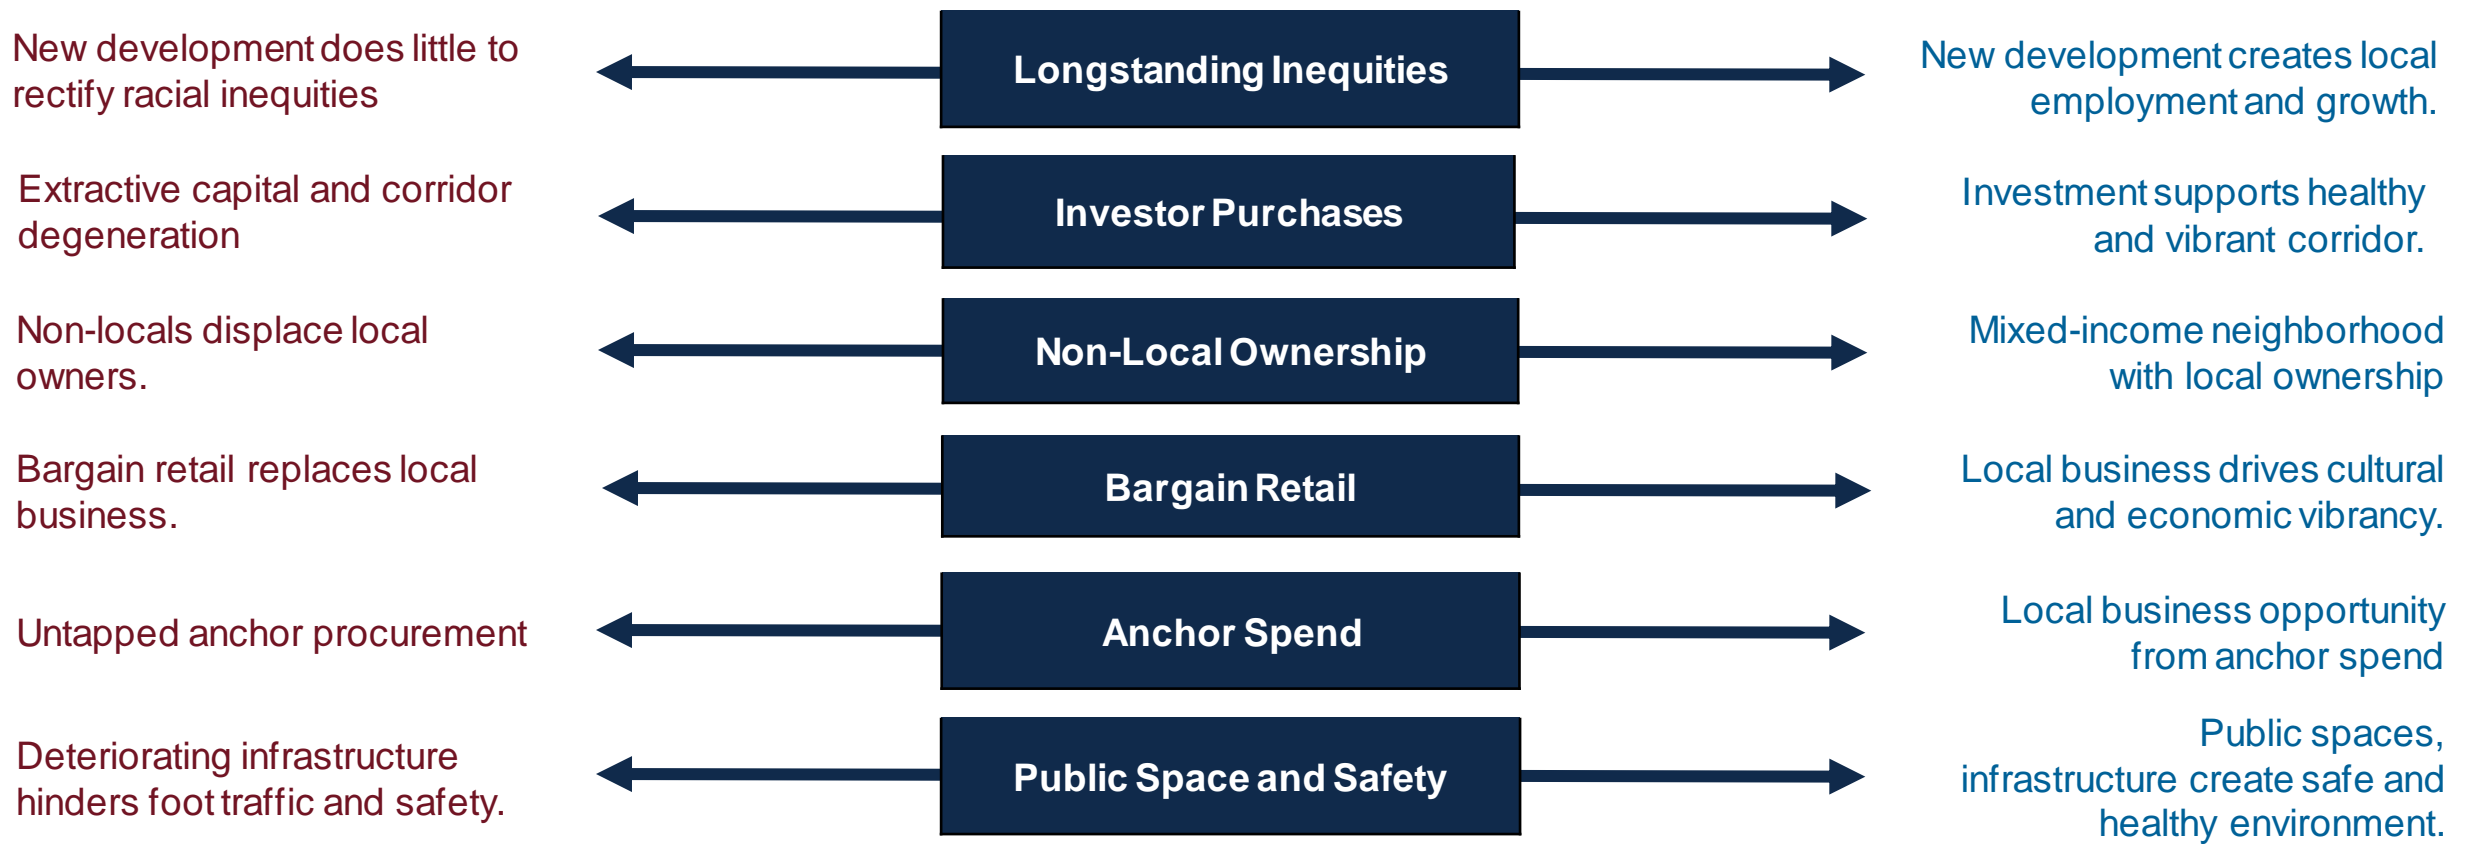 New development does little to
rectify racial inequities
Longstanding Inequities
New development creates local
employment and growth.
Extractive capital and corridor
degeneration
Investor Purchases
Investment supports healthy
and vibrant corridor.
Non-locals displace local
owners.
Non-Local Ownership
Mixed-income neighborhood
with local ownership
Bargain retail replaces local
business.
Bargain Retail
Local business drives cultural
and economic vibrancy.
Untapped anchor procurement
Anchor Spend
Local business opportunity
from anchor spend
Deteriorating infrastructure
hinders foot traffic and safety.
Public Space and Safety
Public spaces,
infrastructure create safe and
healthy environment.